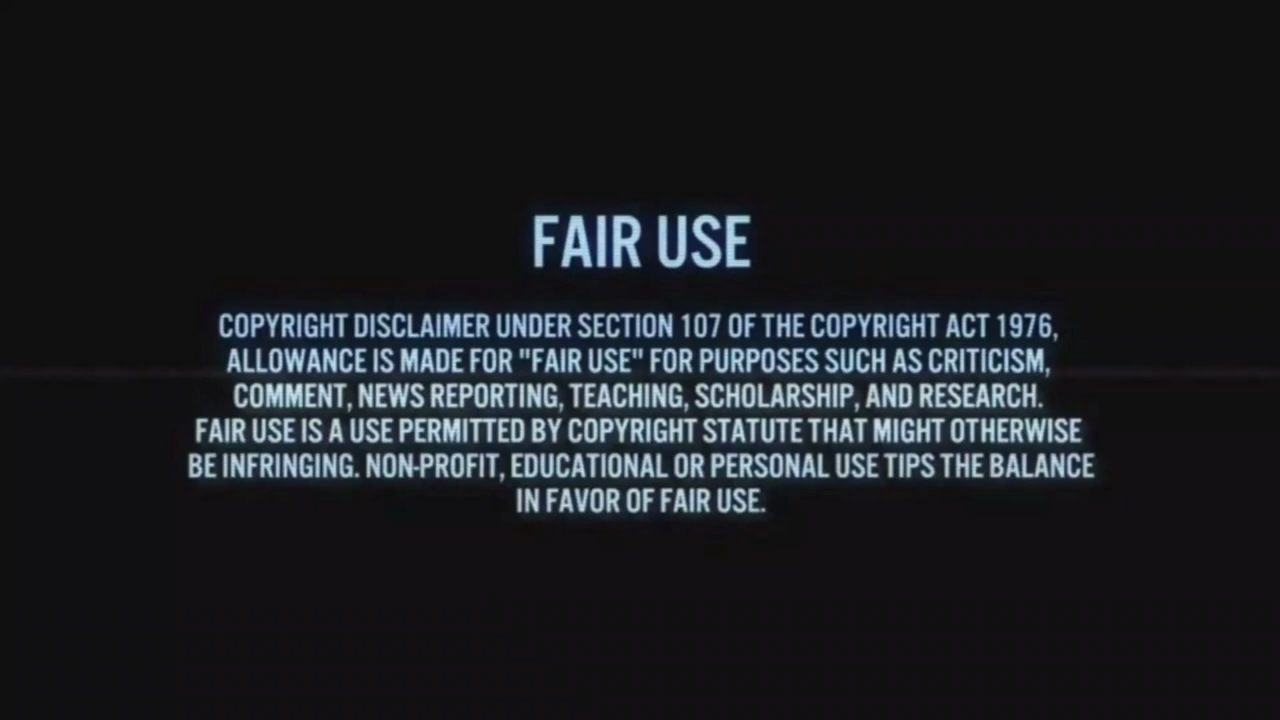 FAIR USE
COPYRIGHT DISCLAIMER UNDER SECTION 107 OF THE COPYRIGHT ACT 1976,
ALLOWANCE IS MADE FOR "FAIR USE" FOR PURPOSES SUCH AS CRITICISM,
COMMENT, NEWS REPORTING, TEACHING, SCHOLARSHIP, AND RESEARCH.
FAIR USE IS A USE PERMITTED BY COPYRIGHT STATUTE THAT MIGHT OTHERWISE
BE INFRINGING. NON-PROFIT, EDUCATIONAL OR PERSONAL USE TIPS THE BALANCE
IN FAVOR OF FAIR USE.